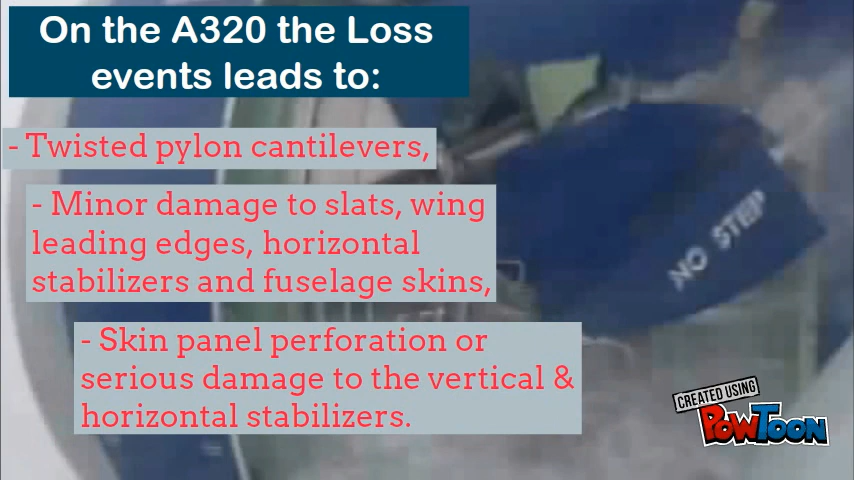 On the A320 the Loss
events leads to:
- Twisted pylon cantilevers,
- Minor damage to slats, wing
leading edges, horizontal
stabilizers and fuselage skins,
- Skin panel perforation or
serious damage to the vertical &
horizontal stabilizers.
NO STEP
CREATED USING
POWTOON